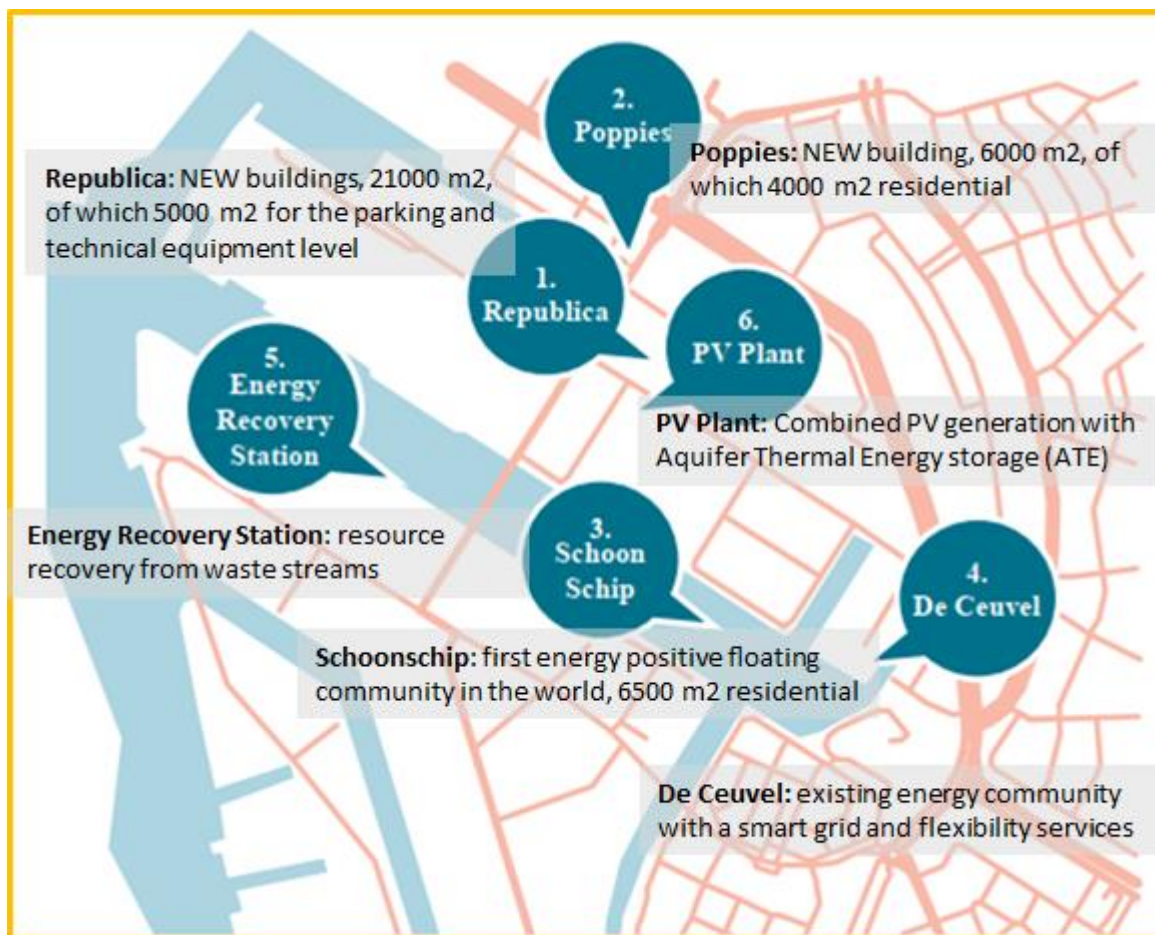 2.
Poppies
Poppies: NEW building, 6000 m2, of
which 4000 m2 residential
Republica: NEW buildings, 21000 m2,
of which 5000 m2 for the parking and
technical equipment level
1.
Republica
6.
PV Plant
PV Plant: Combined PV generation with
Aquifer Thermal Energy storage (ATE)
5.
Energy
Recovery
Station
Energy Recovery Station: resource
recovery from waste streams
3.
Schoon
Schip
4.
De Ceuvel
Schoonschip: first energy positive floating
community in the world, 6500 m2 residential
De Ceuvel: existing energy community
with a smart grid and flexibility services